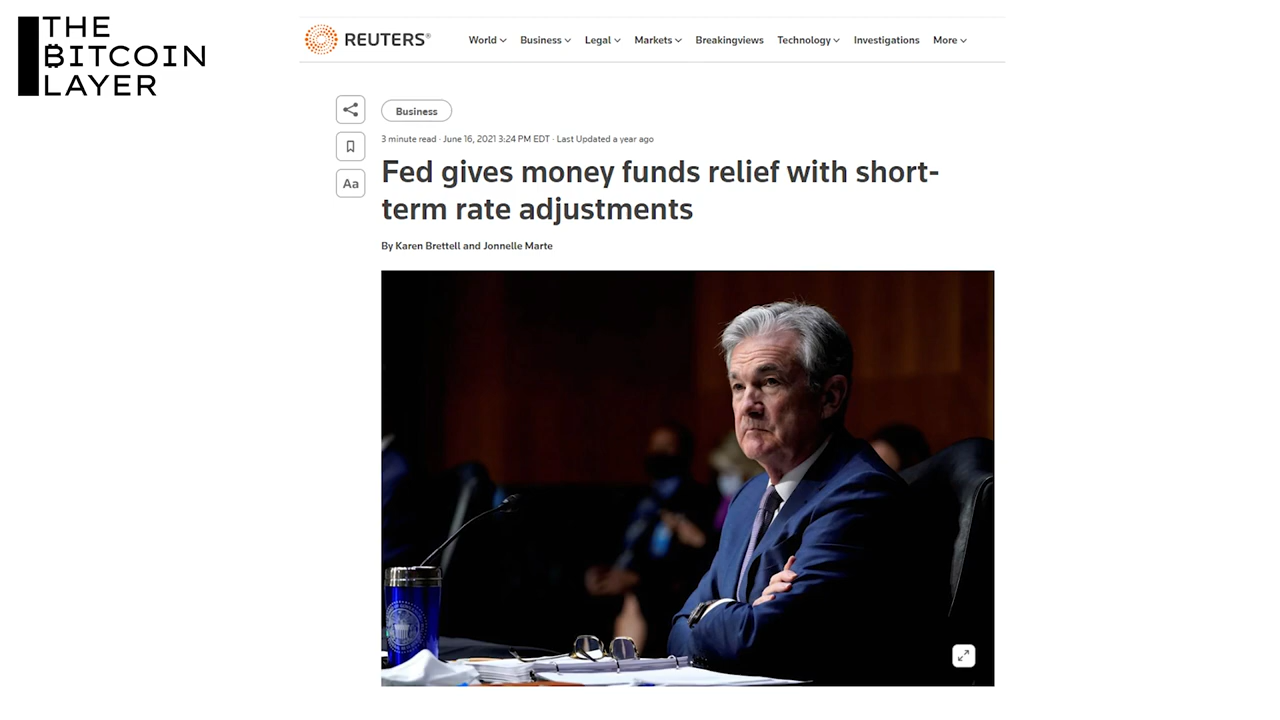 THE
BITCOIN
LAYER
REUTERS®
World
Business
Legal
Markets
Breakingviews
Technology
Investigations
More
Business
3 minute read · June 16, 2021 3:24 PM EDT · Last Updated a year ago
Aa
Fed gives money funds relief with short-
term rate adjustments
By Karen Brettell and Jonnelle Marte